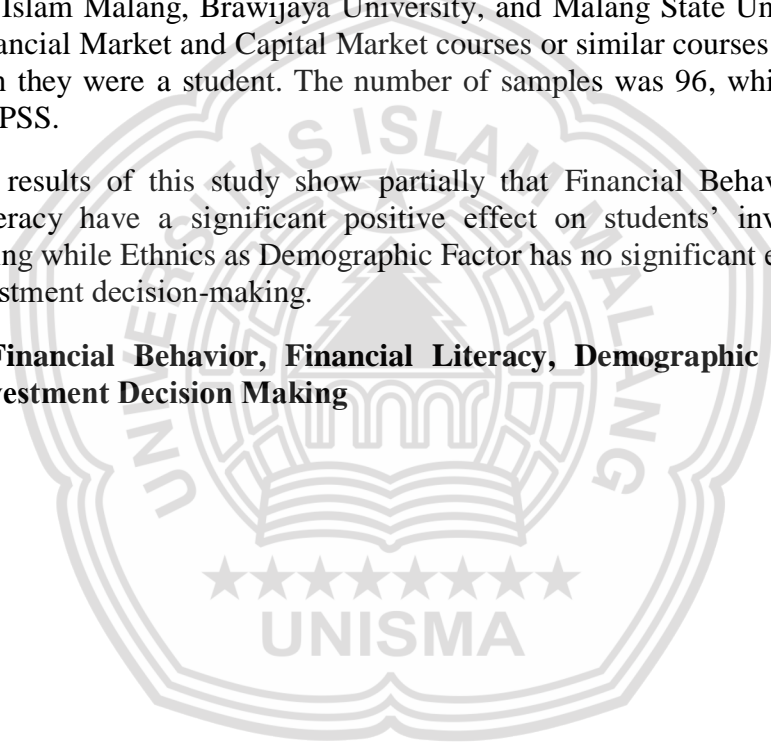 Islam Malang, Brawijaya University, and Malang State Un
ancial Market and Capital Market courses or similar courses
n they were a student. The number of samples was 96, whi
PSS.
results of this study show partially that Financial Behav
eracy have a significant positive effect on students’ inv
ing while Ethnics as Demographic Factor has no significant e
estment decision-making.
Financial Behavior, Financial Literacy, Demographic
vestment Decision Making
UNIVERSITAS ISLAM MALANG
UNISMA